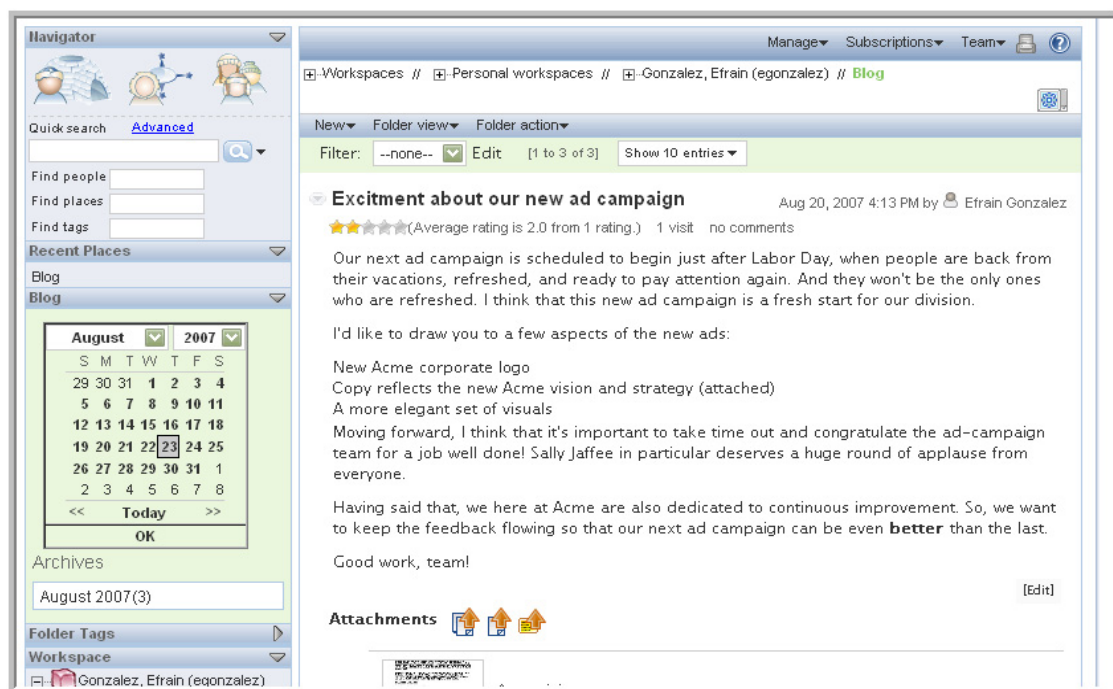 Navigator
Quick search Advanced
Find people
Find places
Find tags
Recent Places
Blog
Blog
August 2007
S M T W T F S
29 30 31 1 2 3 4
5 6 7 8 9 10 11
12 13 14 15 16 17 18
19 20 21 22 23 24 25
26 27 28 29 30 31 1
2 3 4 5 6 7 8
<< Today >>
OK
Archives
August 2007(3)
Folder Tags
Workspace
Gonzalez, Efrain (egonzalez)
Manage Subscriptions Team
Workspaces // Personal workspaces // Gonzalez, Efrain (egonzalez) // Blog
New Folder view Folder action
Filter: --none-- Edit [1 to 3 of 3] Show 10 entries
Excitment about our new ad campaign Aug 20, 2007 4:13 PM by Efrain Gonzalez
(Average rating is 2.0 from 1 rating.) 1 visit no comments
Our next ad campaign is scheduled to begin just after Labor Day, when people are back from
their vacations, refreshed, and ready to pay attention again. And they won't be the only ones
who are refreshed. I think that this new ad campaign is a fresh start for our division.
I'd like to draw you to a few aspects of the new ads:
New Acme corporate logo
Copy reflects the new Acme vision and strategy (attached)
A more elegant set of visuals
Moving forward, I think that it's important to take time out and congratulate the ad-campaign
team for a job well done! Sally Jaffee in particular deserves a huge round of applause from
everyone.
Having said that, we here at Acme are also dedicated to continuous improvement. So, we want
to keep the feedback flowing so that our next ad campaign can be even better than the last.
Good work, team!
[Edit]
Attachments